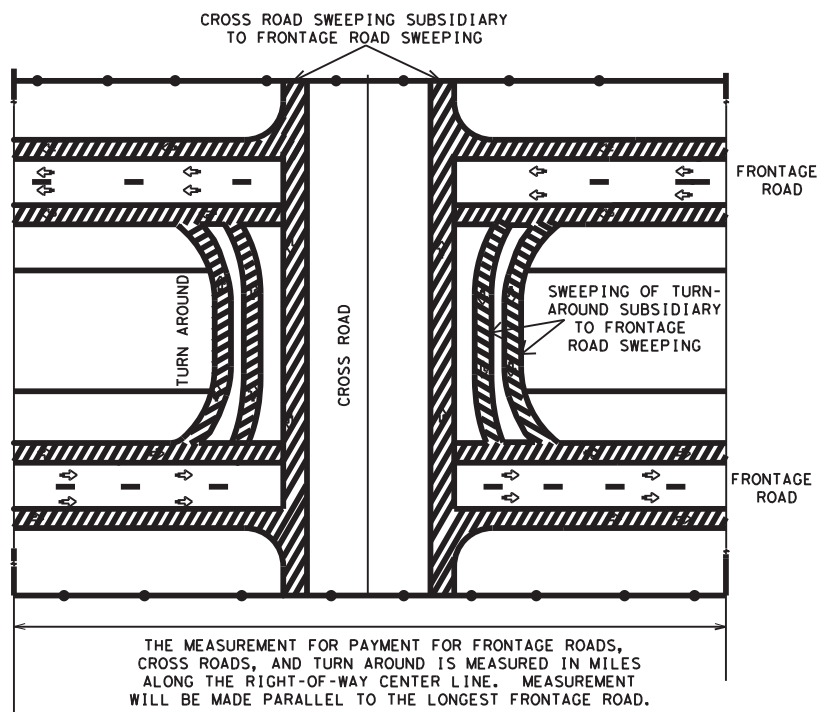 CROSS ROAD SWEEPING SUBSIDIARY
TO FRONTAGE ROAD SWEEPING
FRONTAGE
ROAD
TURN AROUND
CROSS ROAD
SWEEPING OF TURN-
AROUND SUBSIDIARY
TO FRONTAGE
ROAD SWEEPING
FRONTAGE
ROAD
THE MEASUREMENT FOR PAYMENT FOR FRONTAGE ROADS,
CROSS ROADS, AND TURN AROUND IS MEASURED IN MILES
ALONG THE RIGHT-OF-WAY CENTER LINE. MEASUREMENT
WILL BE MADE PARALLEL TO THE LONGEST FRONTAGE ROAD.